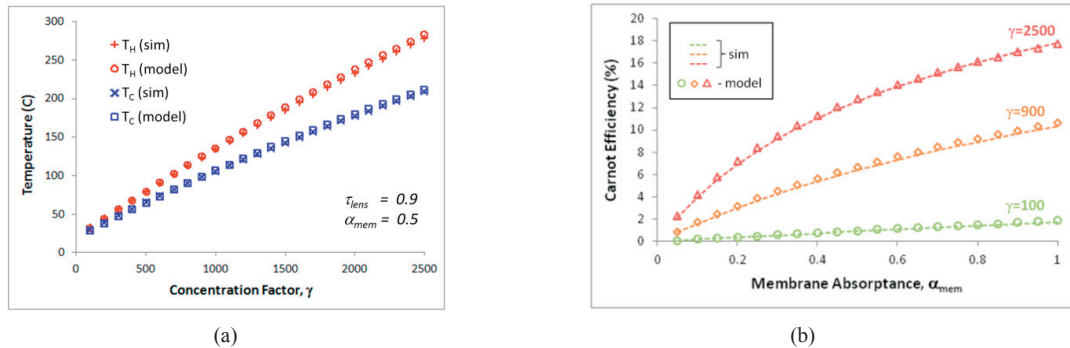 300
250
200
150
100
50
0
Temperature (C)
T_H (sim)
T_H (model)
T_C (sim)
T_C (model)
τ_lens = 0.9
α_mem = 0.5
0 500 1000 1500 2000 2500
Concentration Factor, γ
(a)
20
18
16
14
12
10
8
6
4
2
0
Carnot Efficiency (%)
sim
- model
γ=2500
γ=900
γ=100
0 0.2 0.4 0.6 0.8 1
Membrane Absorptance, α_mem
(b)